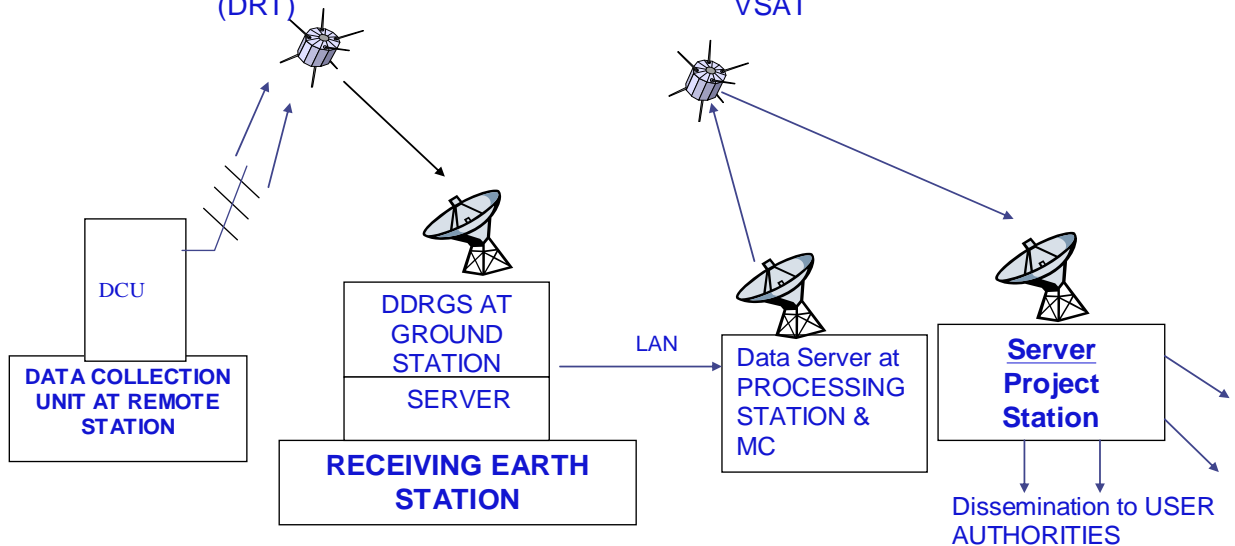 (DRT)
VSAT
DCU
DATA COLLECTION
UNIT AT REMOTE
STATION
DDRGS AT
GROUND
STATION
SERVER
RECEIVING EARTH
STATION
LAN
Data Server at
PROCESSING
STATION &
MC
Server
Project
Station
Dissemination to USER
AUTHORITIES